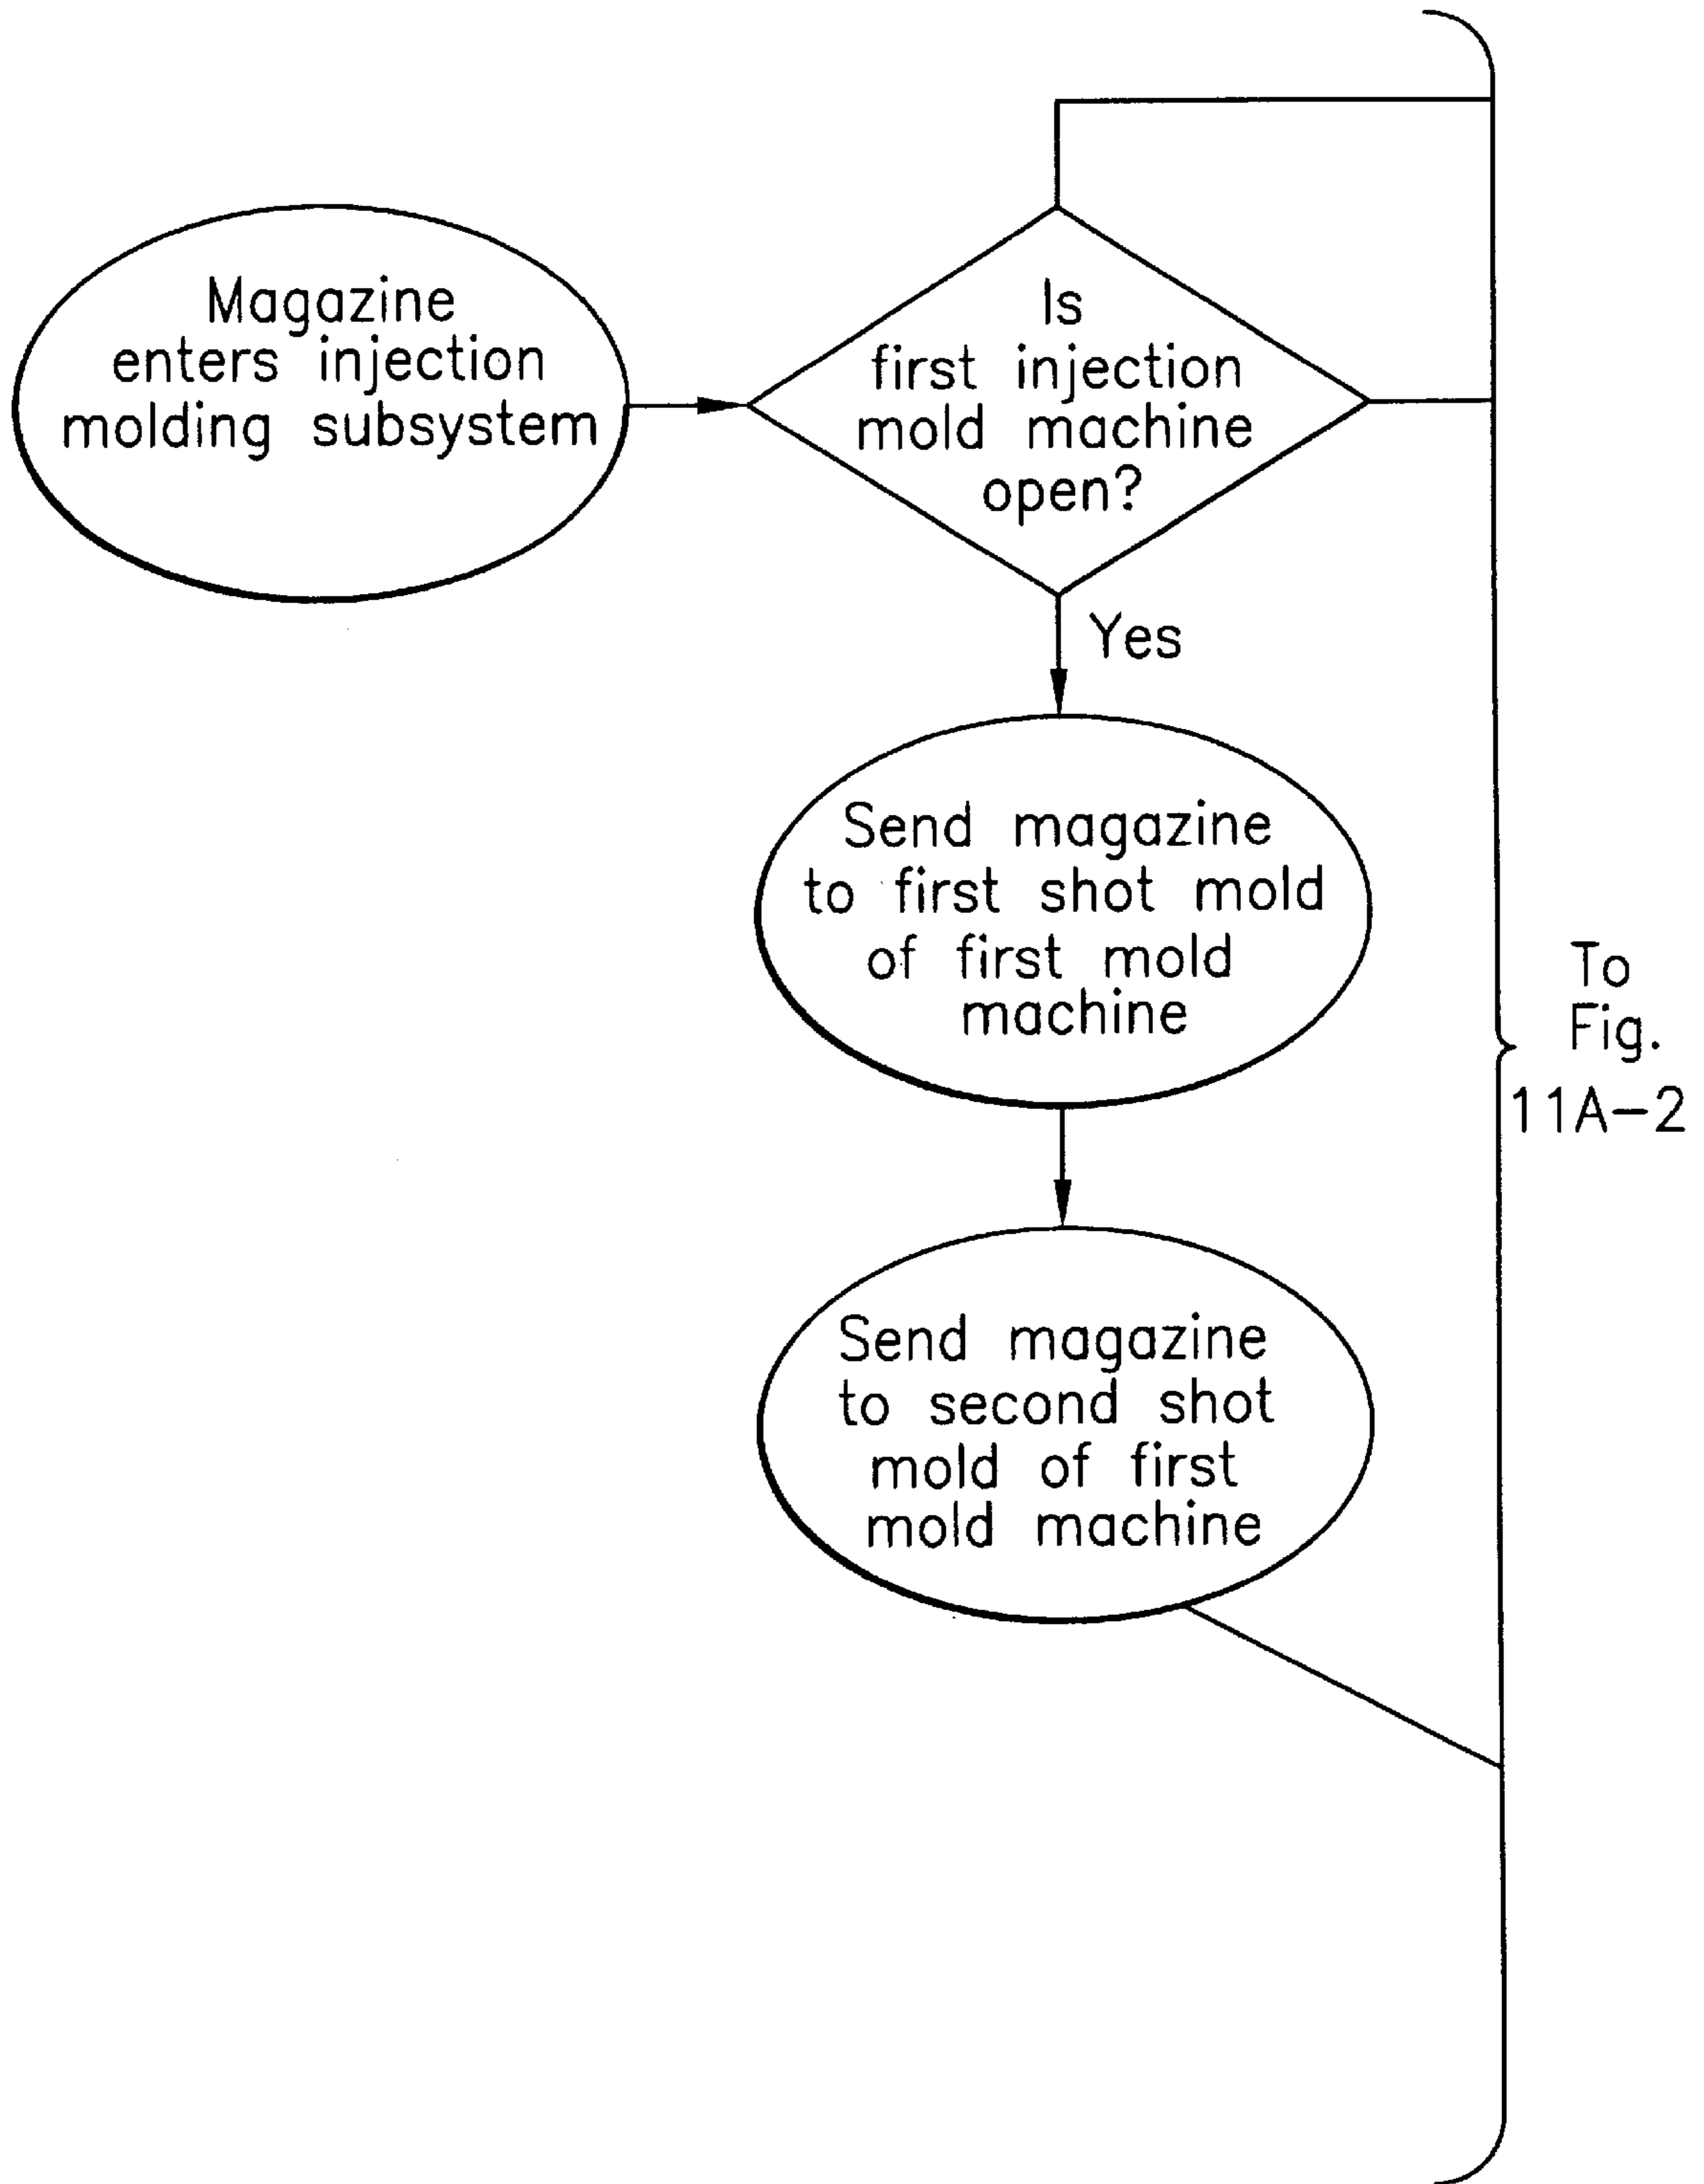 Magazine
enters injection
molding subsystem
Is
first injection
mold machine
open?
Yes
Send magazine
to first shot mold
of first mold
machine
Send magazine
to second shot
mold of first
mold machine
To
Fig.
11A-2